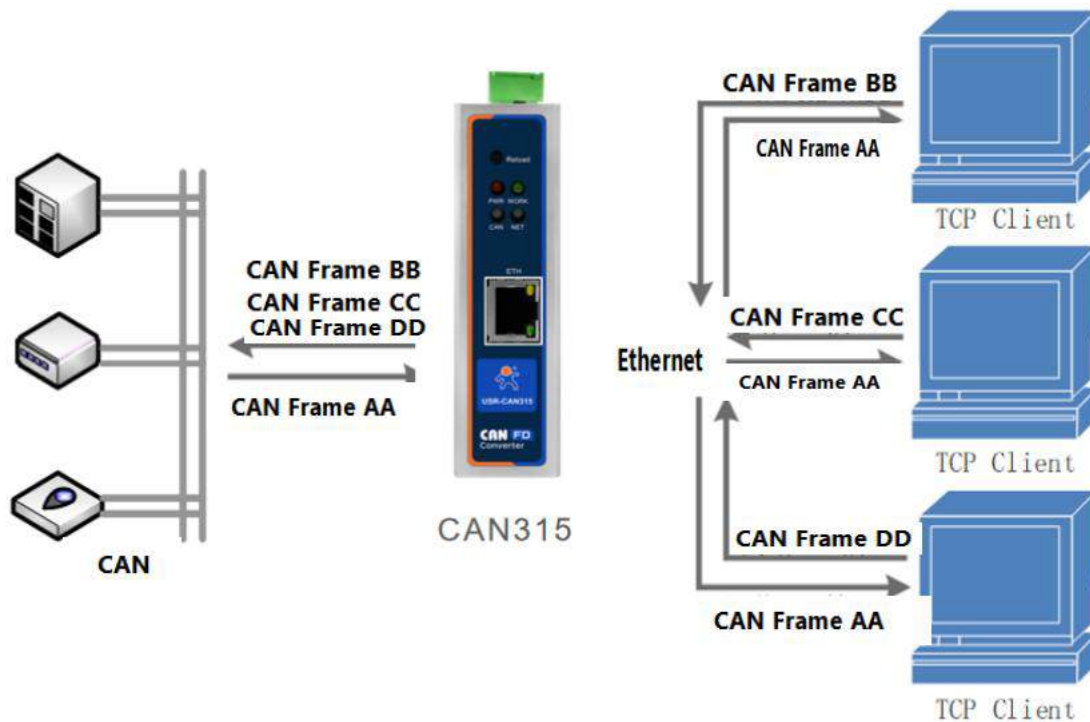 CAN Frame BB
CAN Frame AA
TCP Client
Reload
PWR WORK
CAN NET
ETH
CAN Frame BB
CAN Frame CC
CAN Frame DD
CAN Frame AA
USR-CAN315
CAN FD
Converter
CAN315
CAN
Ethernet
CAN Frame CC
CAN Frame AA
TCP Client
CAN Frame DD
CAN Frame AA
TCP Client